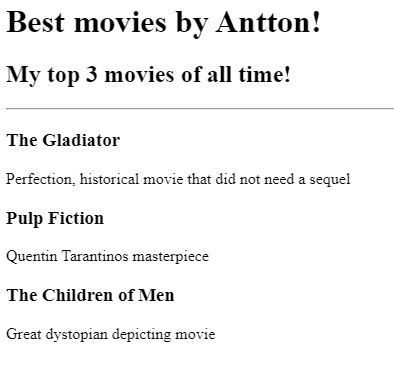 Best movies by Antton!
My top 3 movies of all time!
The Gladiator
Perfection, historical movie that did not need a sequel
Pulp Fiction
Quentin Tarantinos masterpiece
The Children of Men
Great dystopian depicting movie